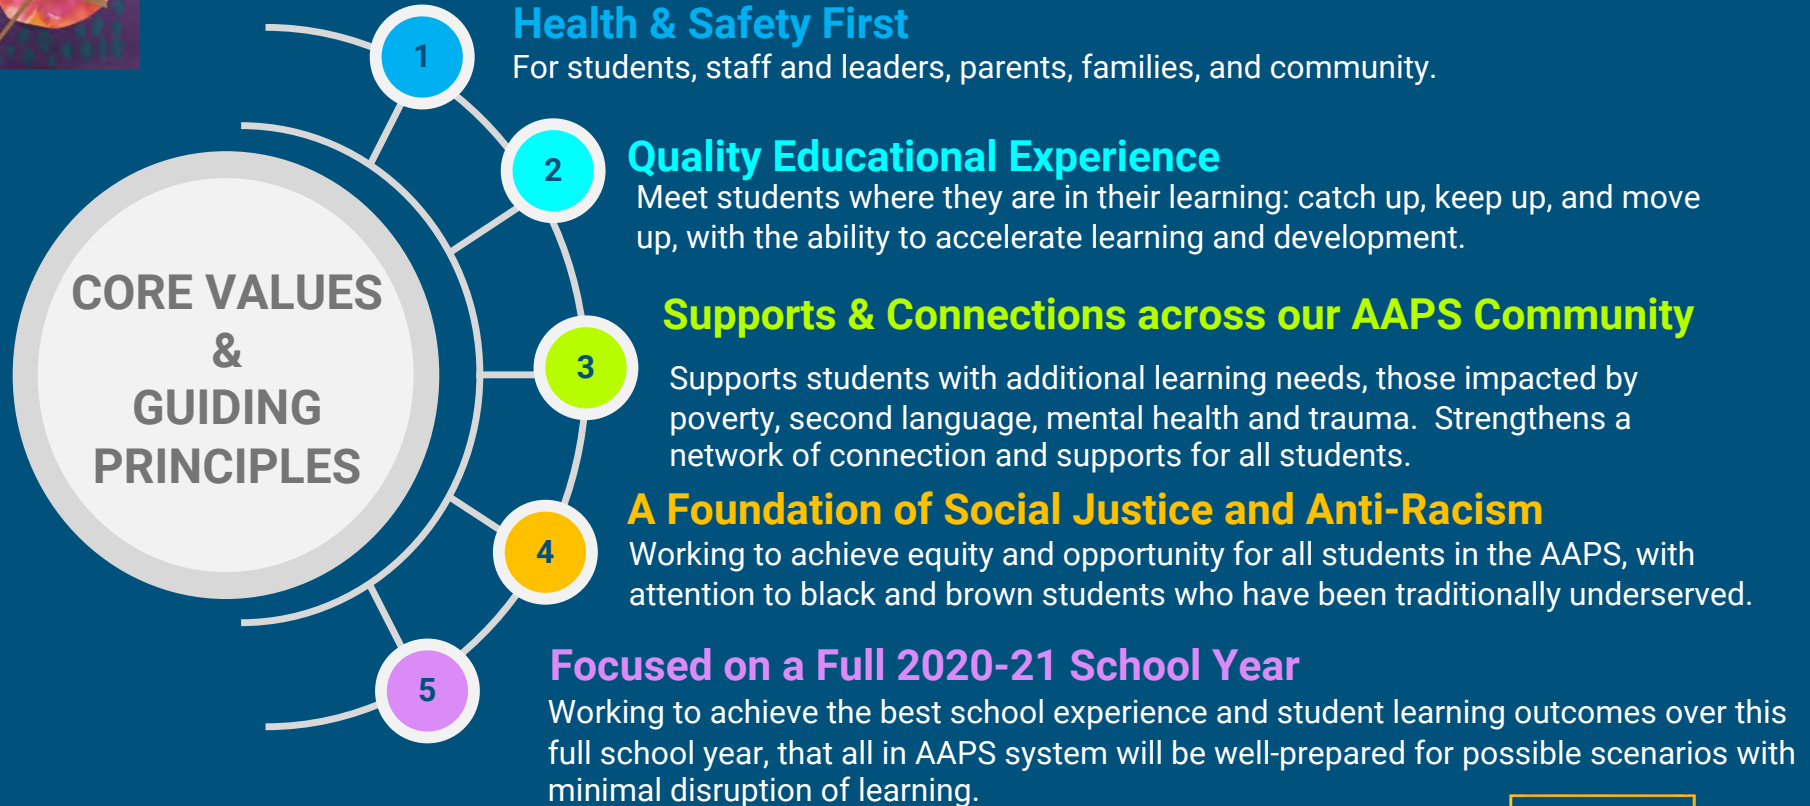 1
Health & Safety First
For students, staff and leaders, parents, families, and community.
2
Quality Educational Experience
Meet students where they are in their learning: catch up, keep up, and move
up, with the ability to accelerate learning and development.
CORE VALUES
&
GUIDING
PRINCIPLES
3
Supports & Connections across our AAPS Community
Supports students with additional learning needs, those impacted by
poverty, second language, mental health and trauma.  Strengthens a
network of connection and supports for all students.
4
A Foundation of Social Justice and Anti-Racism
Working to achieve equity and opportunity for all students in the AAPS, with
attention to black and brown students who have been traditionally underserved.
5
Focused on a Full 2020-21 School Year
Working to achieve the best school experience and student learning outcomes over this
full school year, that all in AAPS system will be well-prepared for possible scenarios with
minimal disruption of learning.